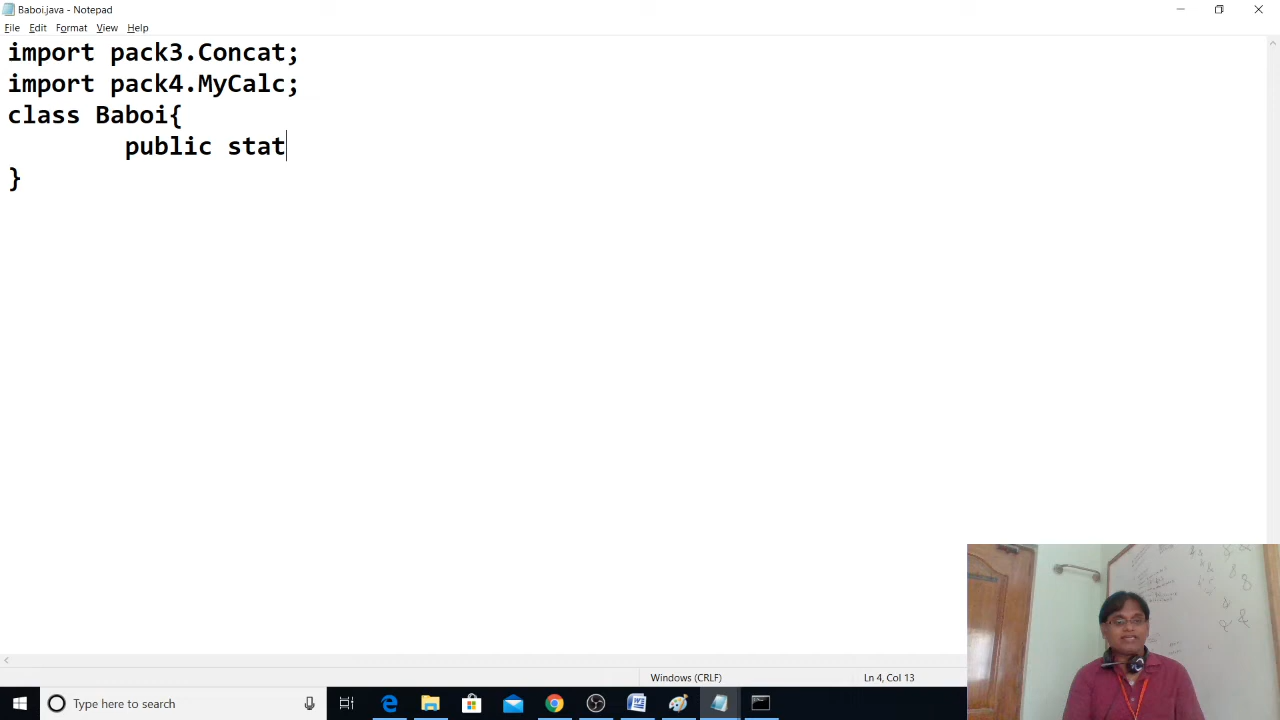 Baboi.java - Notepad
File Edit Format View Help
import pack3.Concat;
import pack4.MyCalc;
class Baboi{
public stat
}
Windows (CRLF) Ln 4, Col 13
Type here to search